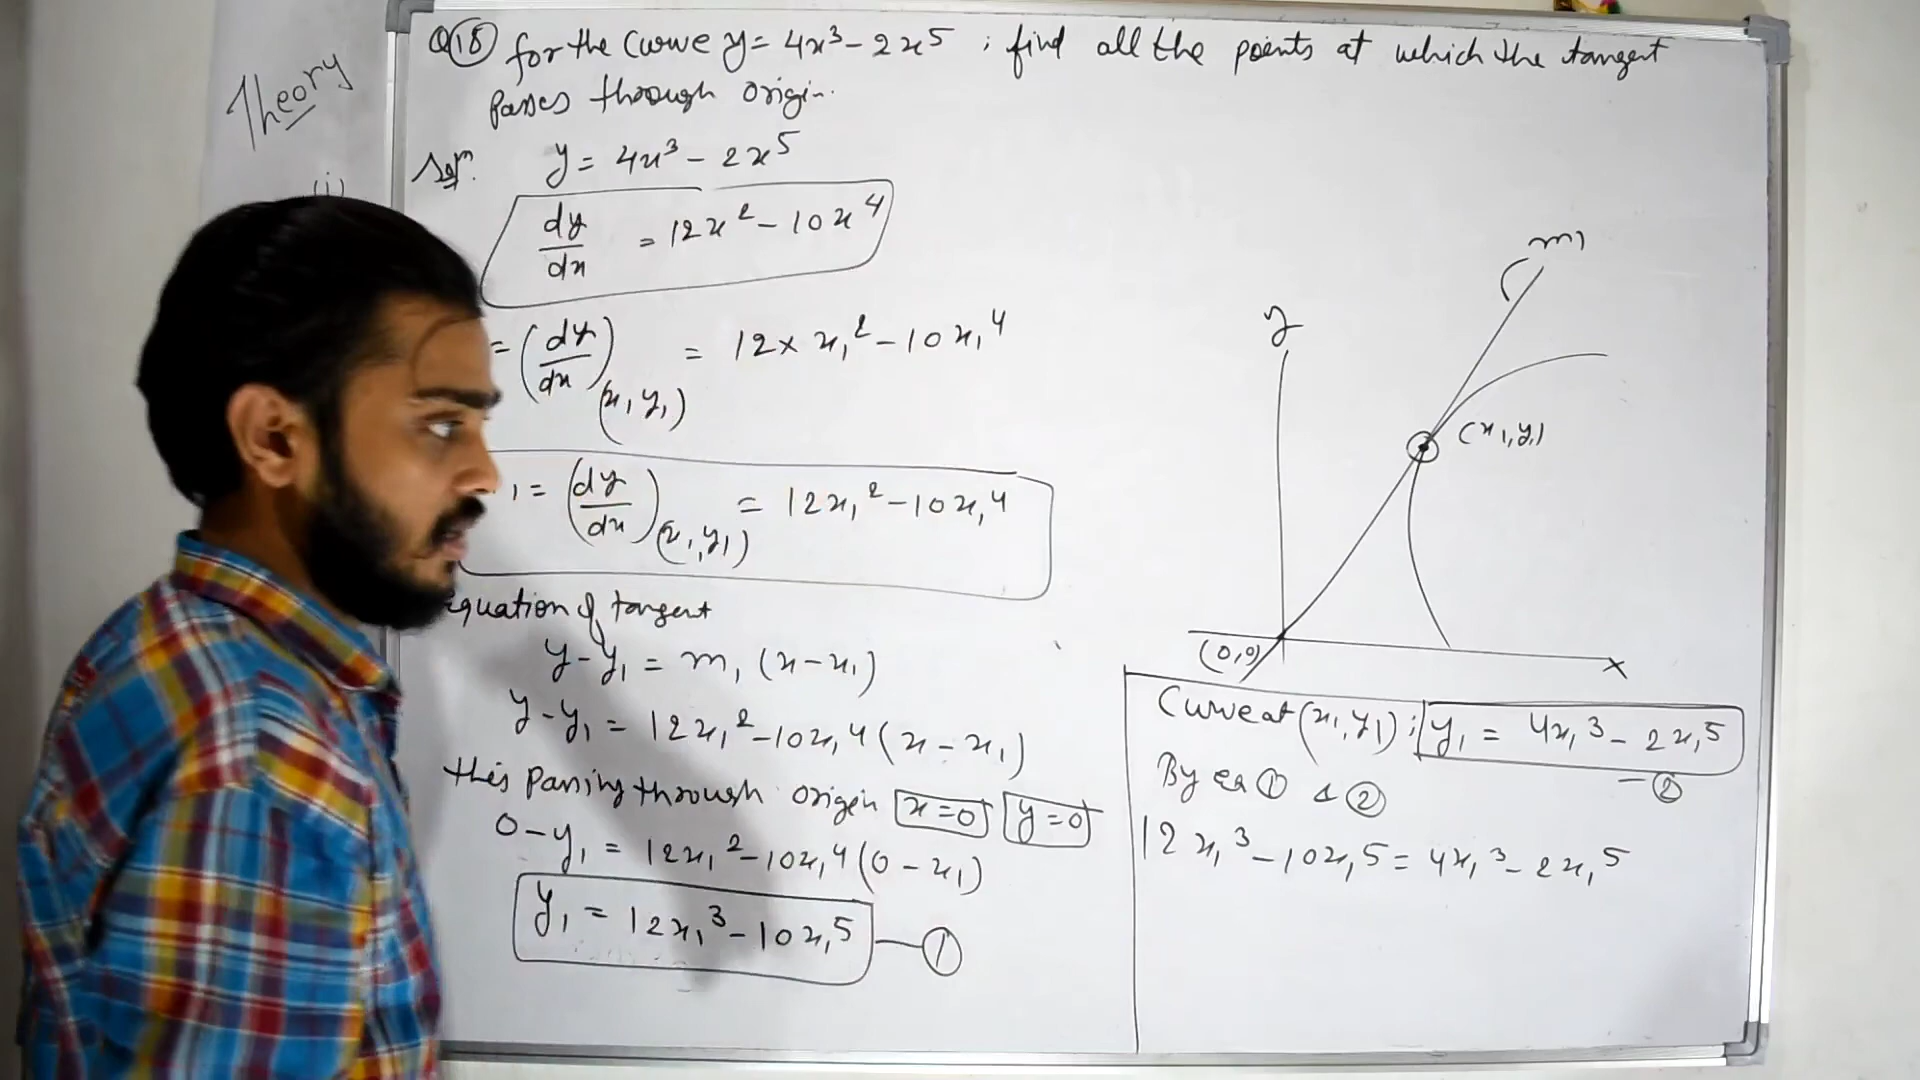 Theory
(i)
Q(18) for the Curve y = 4x³ - 2x⁵ ; find all the points at which the tangent
passes through origin.
Solⁿ. y = 4x³ - 2x⁵
dy/dx = 12x² - 10x⁴
= (dy/dx)(x₁, y₁) = 12 × x₁² - 10x₁⁴
₁ = (dy/dx)(x₁, y₁) = 12x₁² - 10x₁⁴
equation of tangent
y - y₁ = m₁ (x - x₁)
y - y₁ = 12x₁² - 10x₁⁴ (x - x₁)
this passing through origin x = 0 y = 0
0 - y₁ = 12x₁² - 10x₁⁴ (0 - x₁)
y₁ = 12x₁³ - 10x₁⁵ — ①
m₁
y
(x₁, y₁)
(0,0)
x
Curve at (x₁, y₁) ; y₁ = 4x₁³ - 2x₁⁵
— ②
By eq ① & ②
12x₁³ - 10x₁⁵ = 4x₁³ - 2x₁⁵